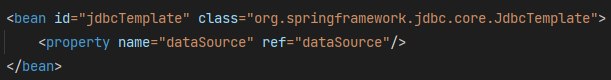 <bean id="jdbcTemplate" class="org.springframework.jdbc.core.JdbcTemplate">
    <property name="dataSource" ref="dataSource"/>
</bean>